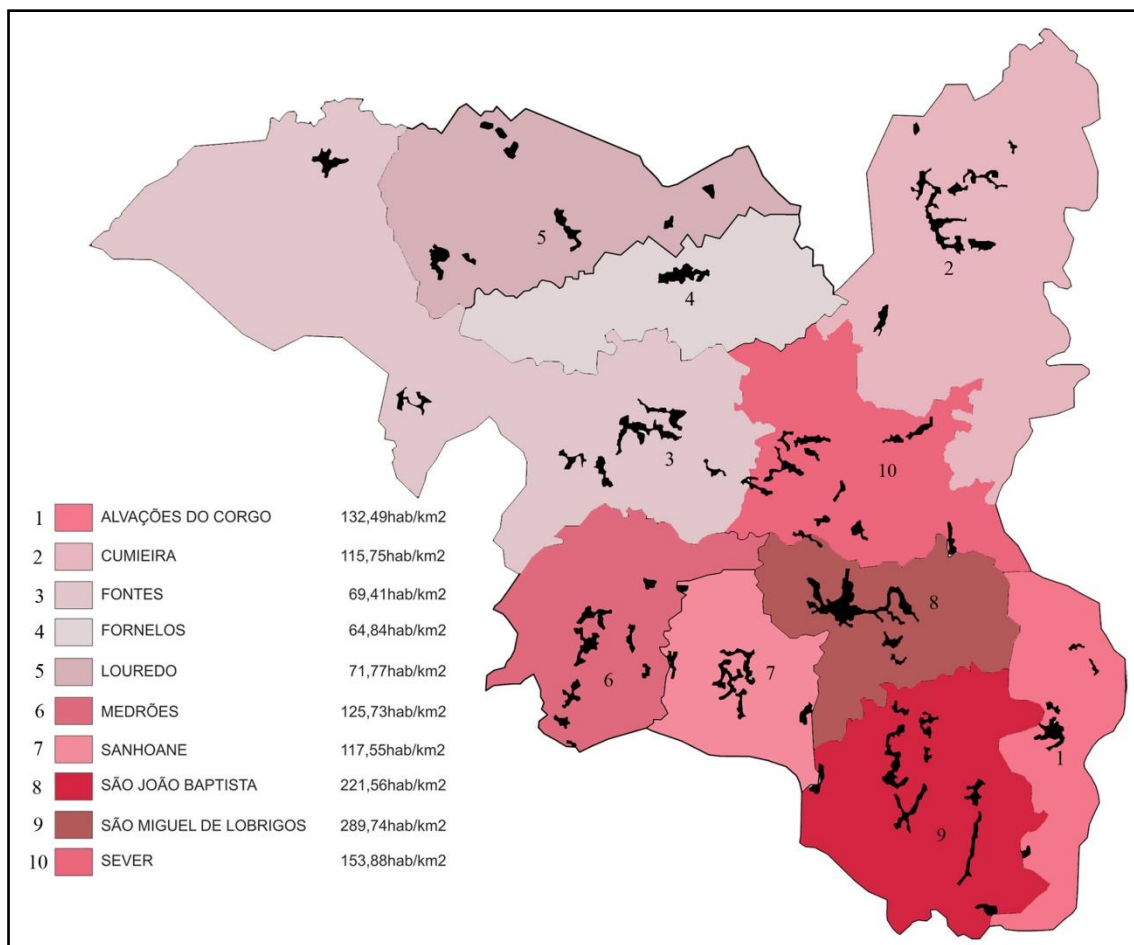 2
5
4
3
10
1 ALVAÇÕES DO CORGO 132,49hab/km2
2 CUMIEIRA 115,75hab/km2
3 FONTES 69,41hab/km2
4 FORNELOS 64,84hab/km2
5 LOUREDO 71,77hab/km2
6 MEDRÕES 125,73hab/km2
7 SANHOANE 117,55hab/km2
8 SÃO JOÃO BAPTISTA 221,56hab/km2
9 SÃO MIGUEL DE LOBRIGOS 289,74hab/km2
10 SEVER 153,88hab/km2
8
7
6
1
9